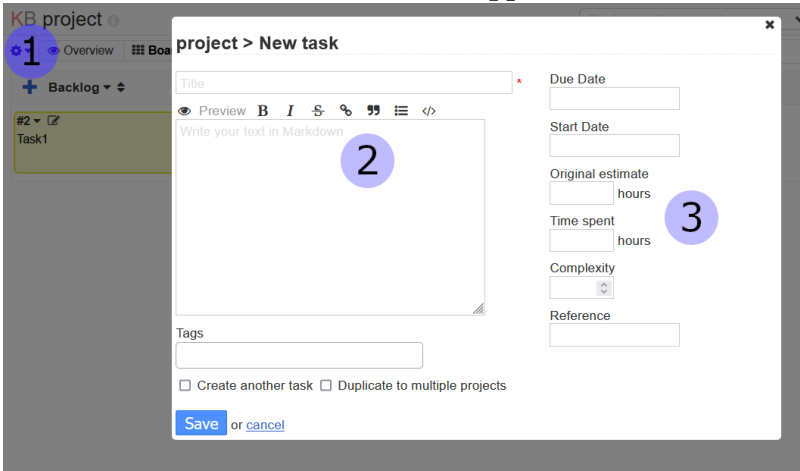 KB project
1
Overview
Boa
Backlog
#2
Task1
project > New task
Title
*
Preview B I S </>
Write your text in Markdown
2
Tags
Create another task Duplicate to multiple projects
Save or cancel
Due Date
Start Date
Original estimate
hours
3
Time spent
hours
Complexity
Reference